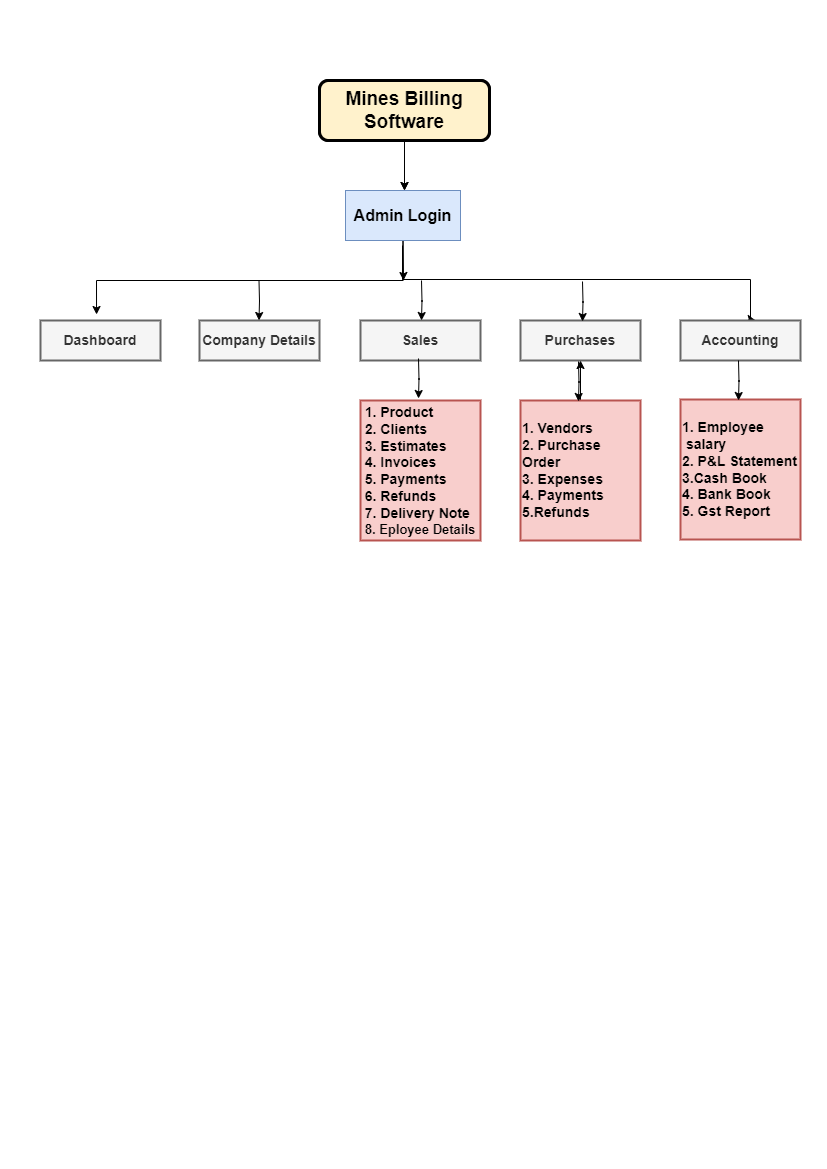 Mines Billing
Software
Admin Login
Dashboard
Company Details
Sales
Purchases
Accounting
1. Product
2. Clients
3. Estimates
4. Invoices
5. Payments
6. Refunds
7. Delivery Note
8. Eployee Details
1. Vendors
2. Purchase
Order
3. Expenses
4. Payments
5.Refunds
1. Employee
salary
2. P&L Statement
3.Cash Book
4. Bank Book
5. Gst Report